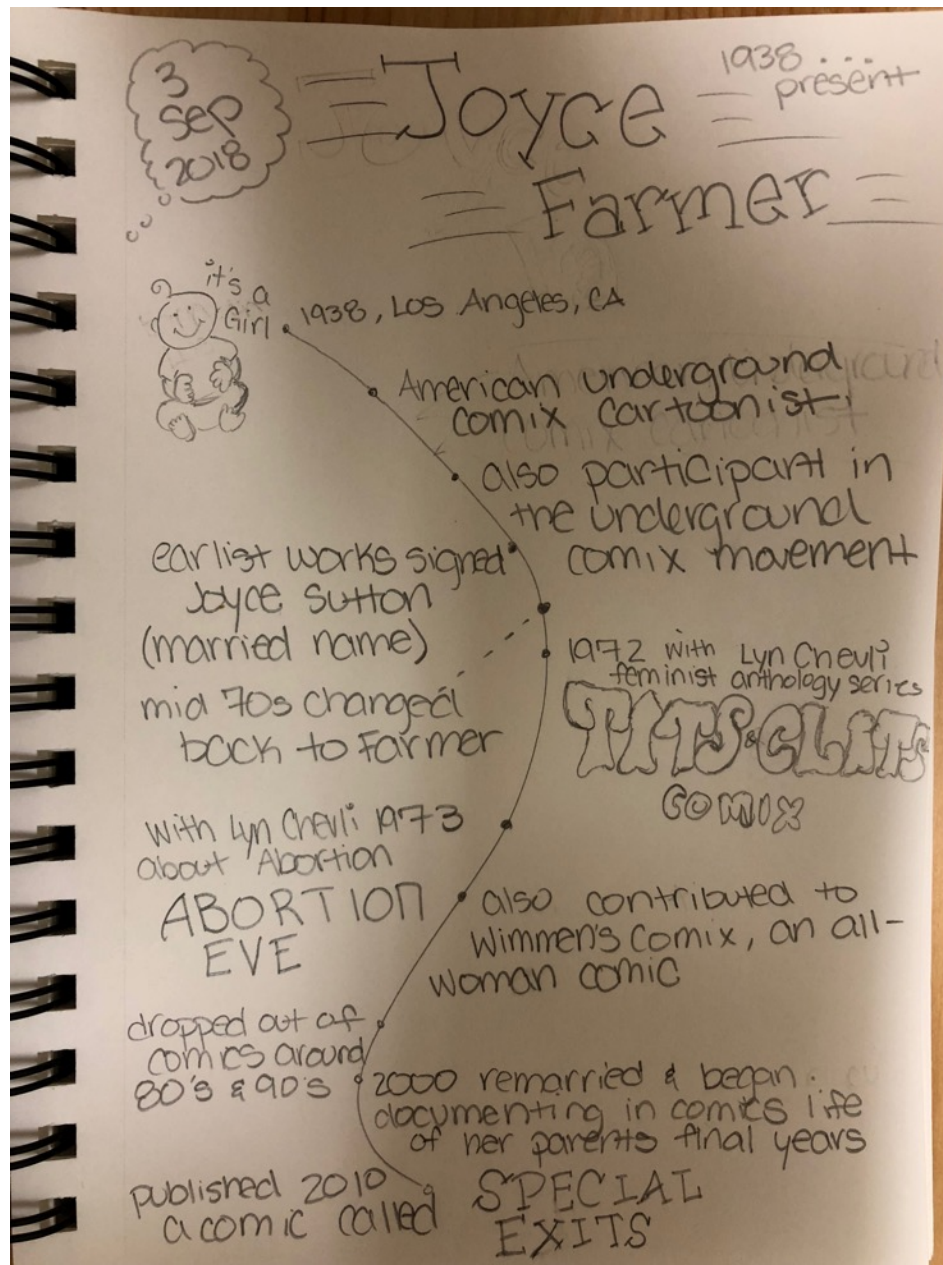 3
Sep
2018
Joyce
1938...
present
Farmer
it's a
Girl
1938, Los Angeles, CA
American underground
comix cartoonist
also participant in
the underground
comix movement
earlist works signed
Joyce Sutton
(married name)
mid 70s changed
back to Farmer
1972 with Lyn Chevli
feminist anthology series
TITS & CLITS
COMIX
with Lyn Chevli 1973
about Abortion
ABORTION
EVE
also contributed to
Wimmen's Comix, an all-
woman comic
dropped out of
comics around
80's & 90's
2000 remarried & began
documenting in comics life
of her parents final years
published 2010
a comic called
SPECIAL
EXITS